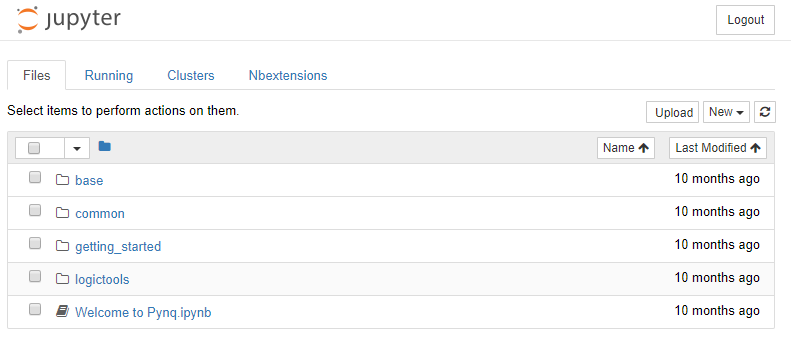 jupyter
Logout
Files Running Clusters Nbextensions
Select items to perform actions on them.
Upload New
Name Last Modified
base 10 months ago
common 10 months ago
getting_started 10 months ago
logictools 10 months ago
Welcome to Pynq.ipynb 10 months ago